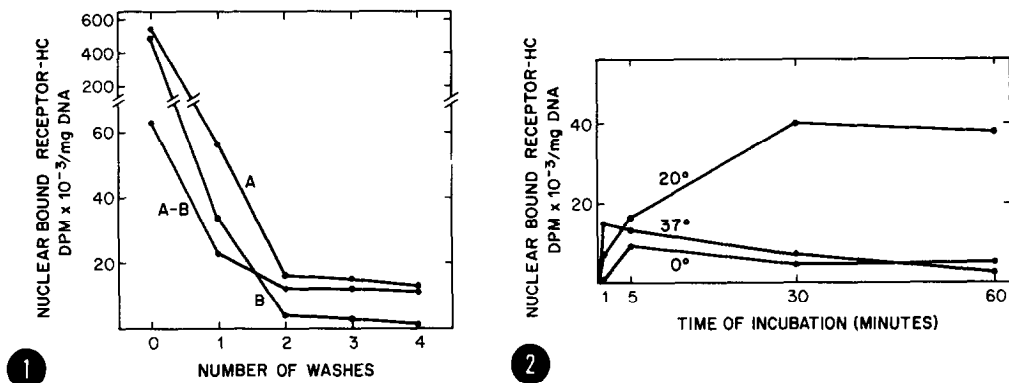 NUCLEAR BOUND RECEPTOR-HC
DPM x 10⁻³/mg DNA
600
400
200
60
40
20
A
A-B
B
0 1 2 3 4
NUMBER OF WASHES
1
NUCLEAR BOUND RECEPTOR-HC
DPM x 10⁻³/mg DNA
40
20
20°
37°
0°
1 5 30 60
TIME OF INCUBATION (MINUTES)
2